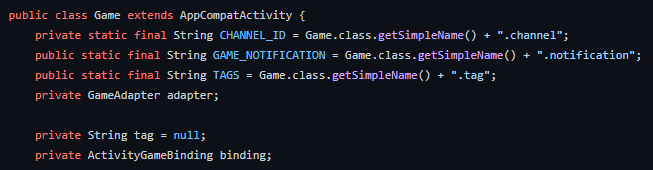 public class Game extends AppCompatActivity {
    private static final String CHANNEL_ID = Game.class.getSimpleName() + ".channel";
    public static final String GAME_NOTIFICATION = Game.class.getSimpleName() + ".notification";
    public static final String TAGS = Game.class.getSimpleName() + ".tag";
    private GameAdapter adapter;

    private String tag = null;
    private ActivityGameBinding binding;